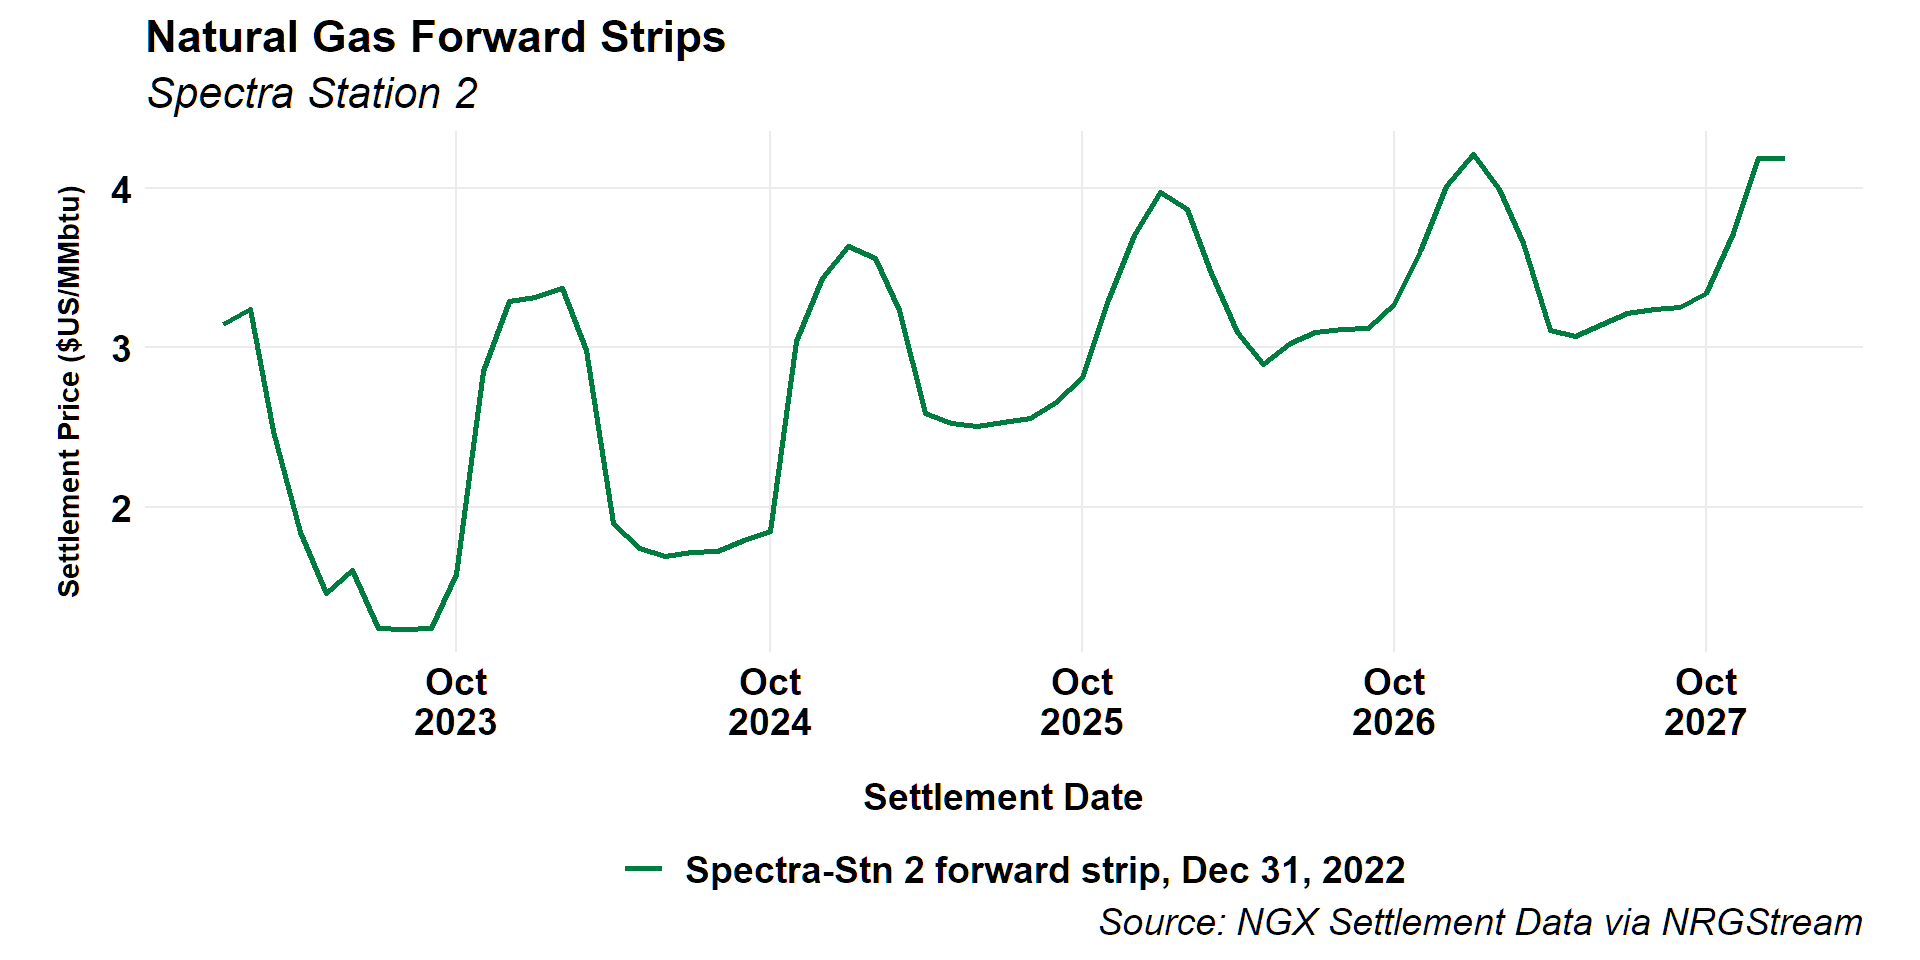 Natural Gas Forward Strips
Spectra Station 2
Settlement Price ($US/MMbtu)
4
3
2
Oct
2023
Oct
2024
Oct
2025
Oct
2026
Oct
2027
Settlement Date
Spectra-Stn 2 forward strip, Dec 31, 2022
Source: NGX Settlement Data via NRGStream